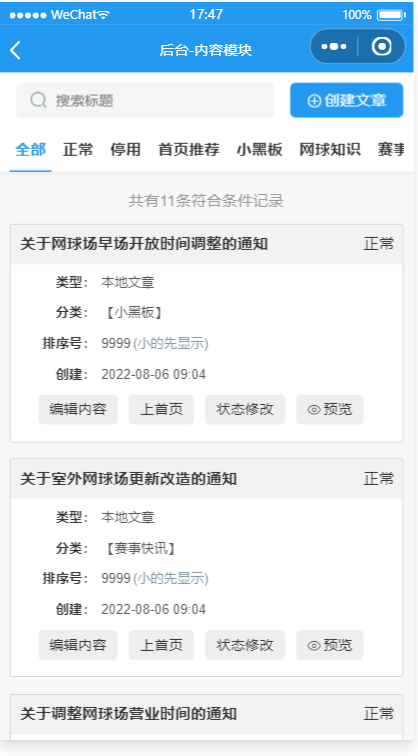 WeChat 17:47 100%
后台-内容模块
搜索标题 创建文章
全部 正常 停用 首页推荐 小黑板 网球知识 赛事
共有11条符合条件记录
关于网球场早场开放时间调整的通知 正常
类型： 本地文章
分类： 【小黑板】
排序号： 9999 (小的先显示)
创建： 2022-08-06 09:04
编辑内容 上首页 状态修改 预览
关于室外网球场更新改造的通知 正常
类型： 本地文章
分类： 【赛事快讯】
排序号： 9999 (小的先显示)
创建： 2022-08-06 09:04
编辑内容 上首页 状态修改 预览
关于调整网球场营业时间的通知 正常